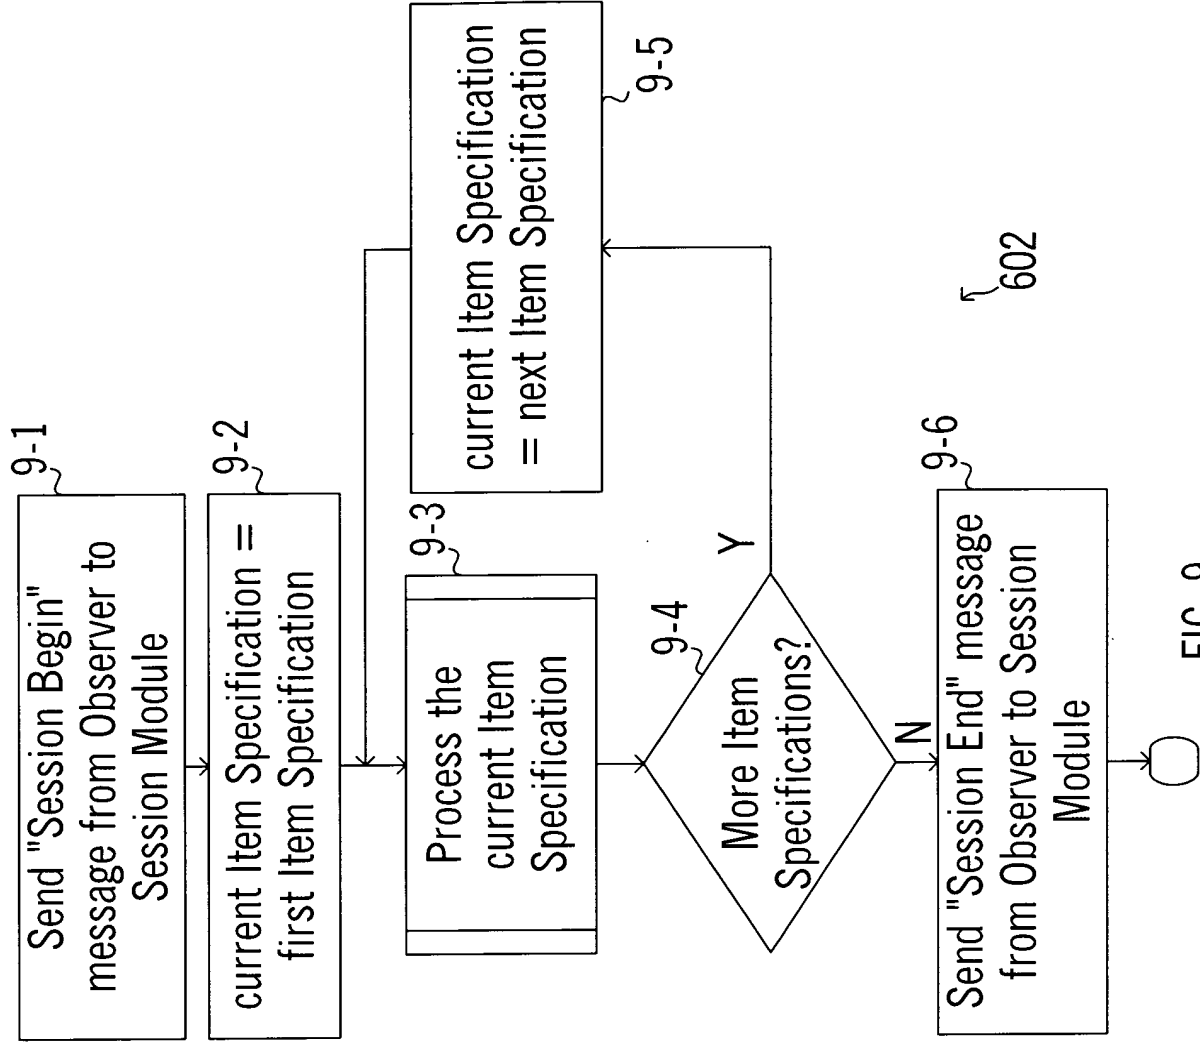 9-1
Send "Session Begin"
message from Observer to
Session Module
9-2
current Item Specification =
first Item Specification
9-3
Process the
current Item
Specification
9-4
More Item
Specifications?
Y
N
9-5
current Item Specification
= next Item Specification
9-6
Send "Session End" message
from Observer to Session
Module
602
FIG. 9